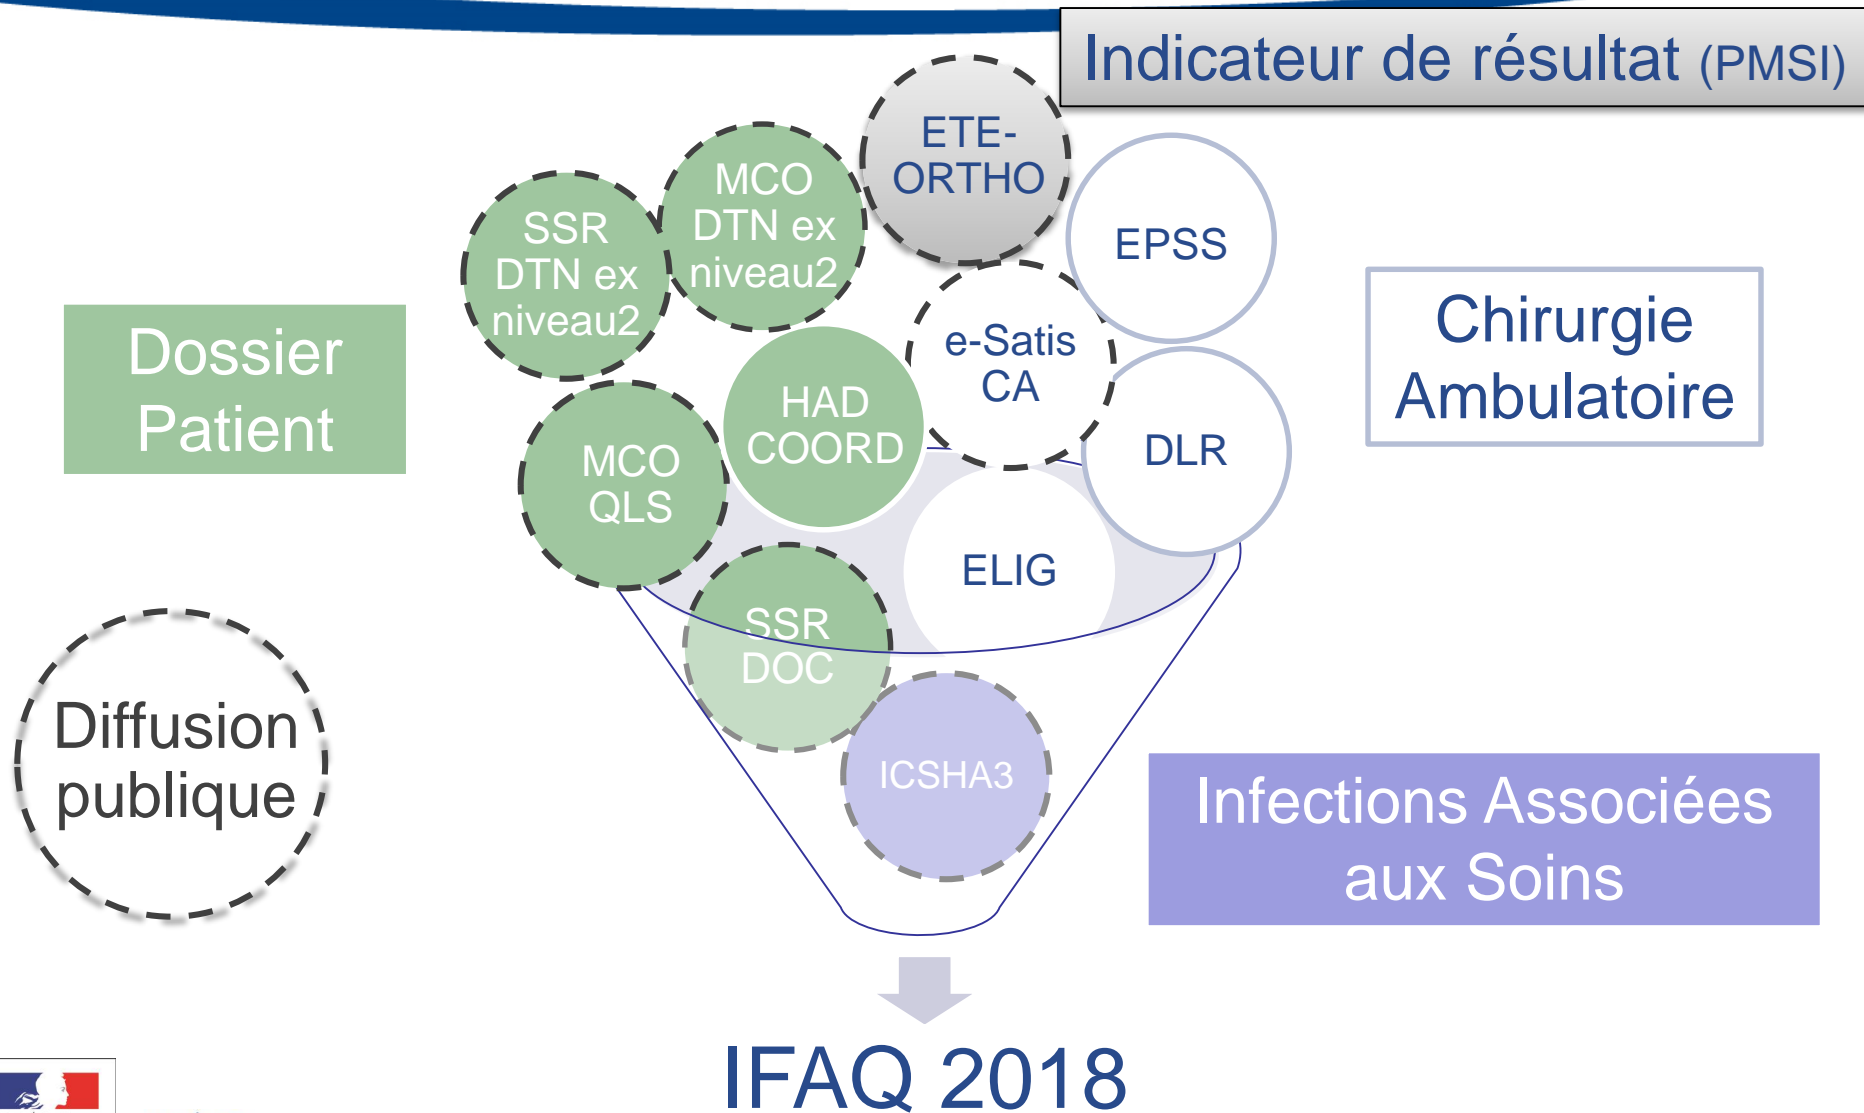 Indicateur de résultat (PMSI)
ETE-
ORTHO
MCO
DTN ex
niveau2
SSR
DTN ex
niveau2
EPSS
e-Satis
CA
Chirurgie
Ambulatoire
Dossier
Patient
HAD
COORD
DLR
MCO
QLS
ELIG
SSR
DOC
Diffusion
publique
ICSHA3
Infections Associées
aux Soins
IFAQ 2018